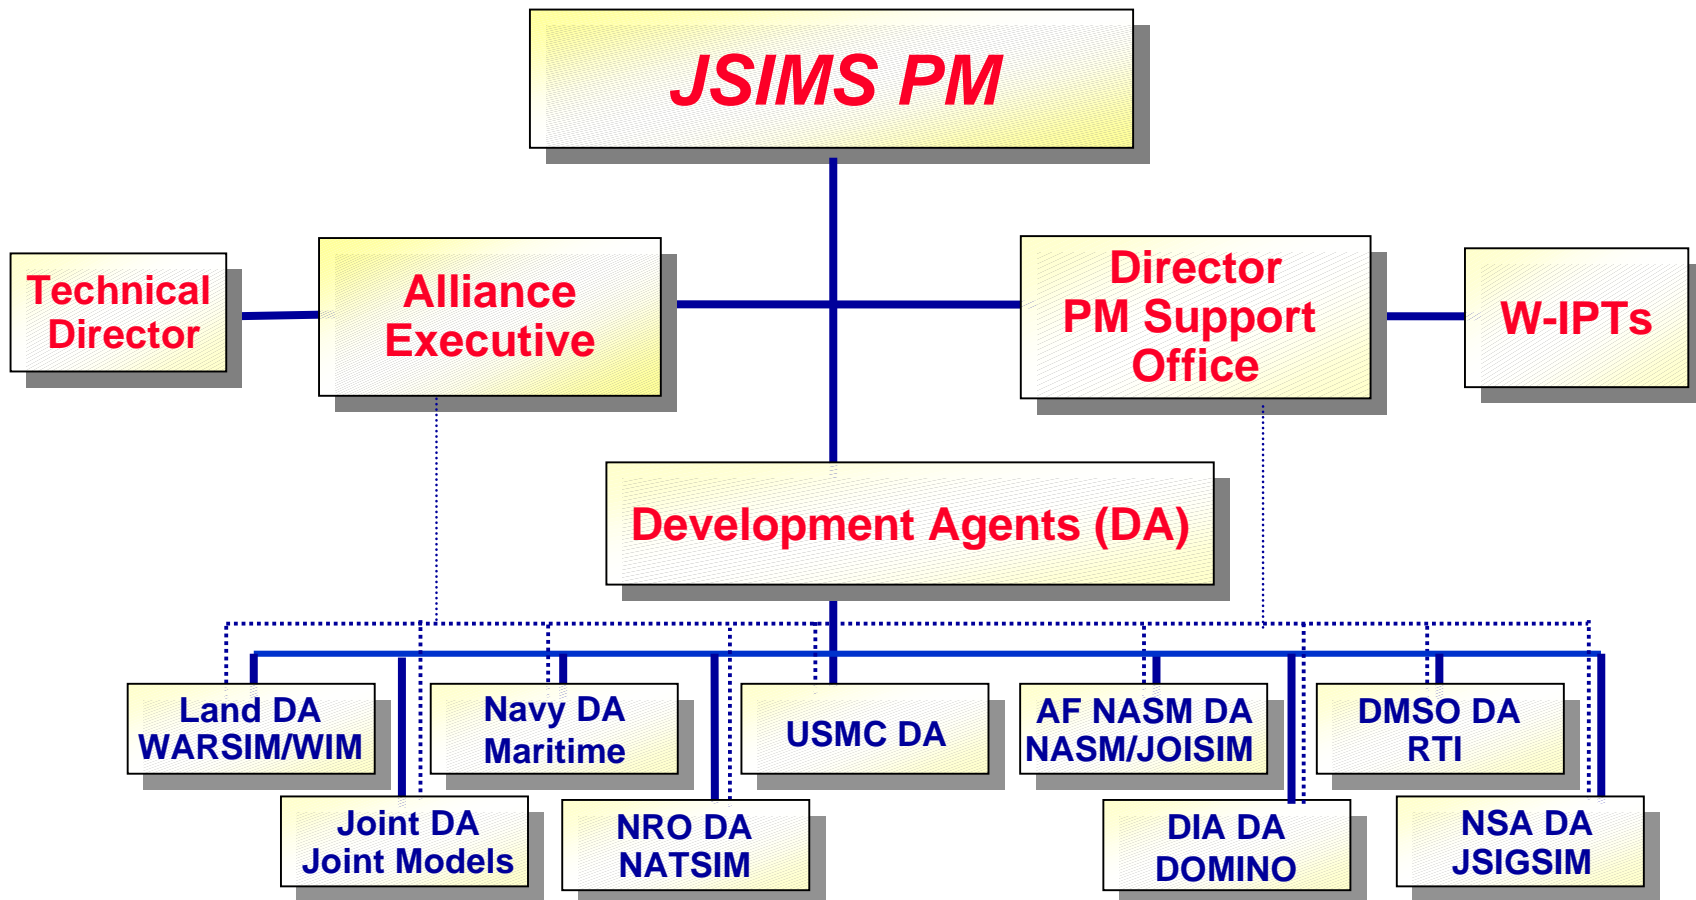 JSIMS PM
Technical
Director
Alliance
Executive
Director
PM Support
Office
W-IPTs
Development Agents (DA)
Land DA
WARSIM/WIM
Navy DA
Maritime
USMC DA
AF NASM DA
NASM/JOISIM
DMSO DA
RTI
Joint DA
Joint Models
NRO DA
NATSIM
DIA DA
DOMINO
NSA DA
JSIGSIM